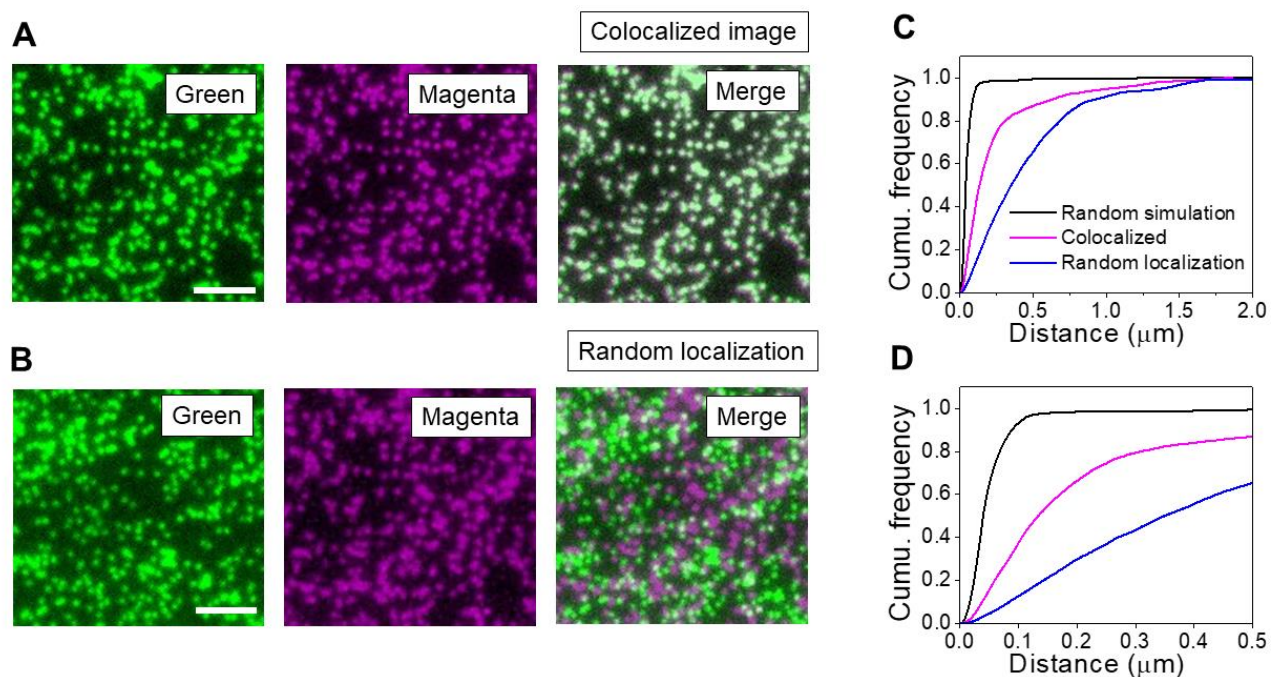 A
Colocalized image
Green
Magenta
Merge
B
Random localization
Green
Magenta
Merge
C
Cumu. frequency
1.0
0.8
0.6
0.4
0.2
0.0
Random simulation
Colocalized
Random localization
0.0 0.5 1.0 1.5 2.0
Distance (μm)
D
Cumu. frequency
1.0
0.8
0.6
0.4
0.2
0.0
0.0 0.1 0.2 0.3 0.4 0.5
Distance (μm)